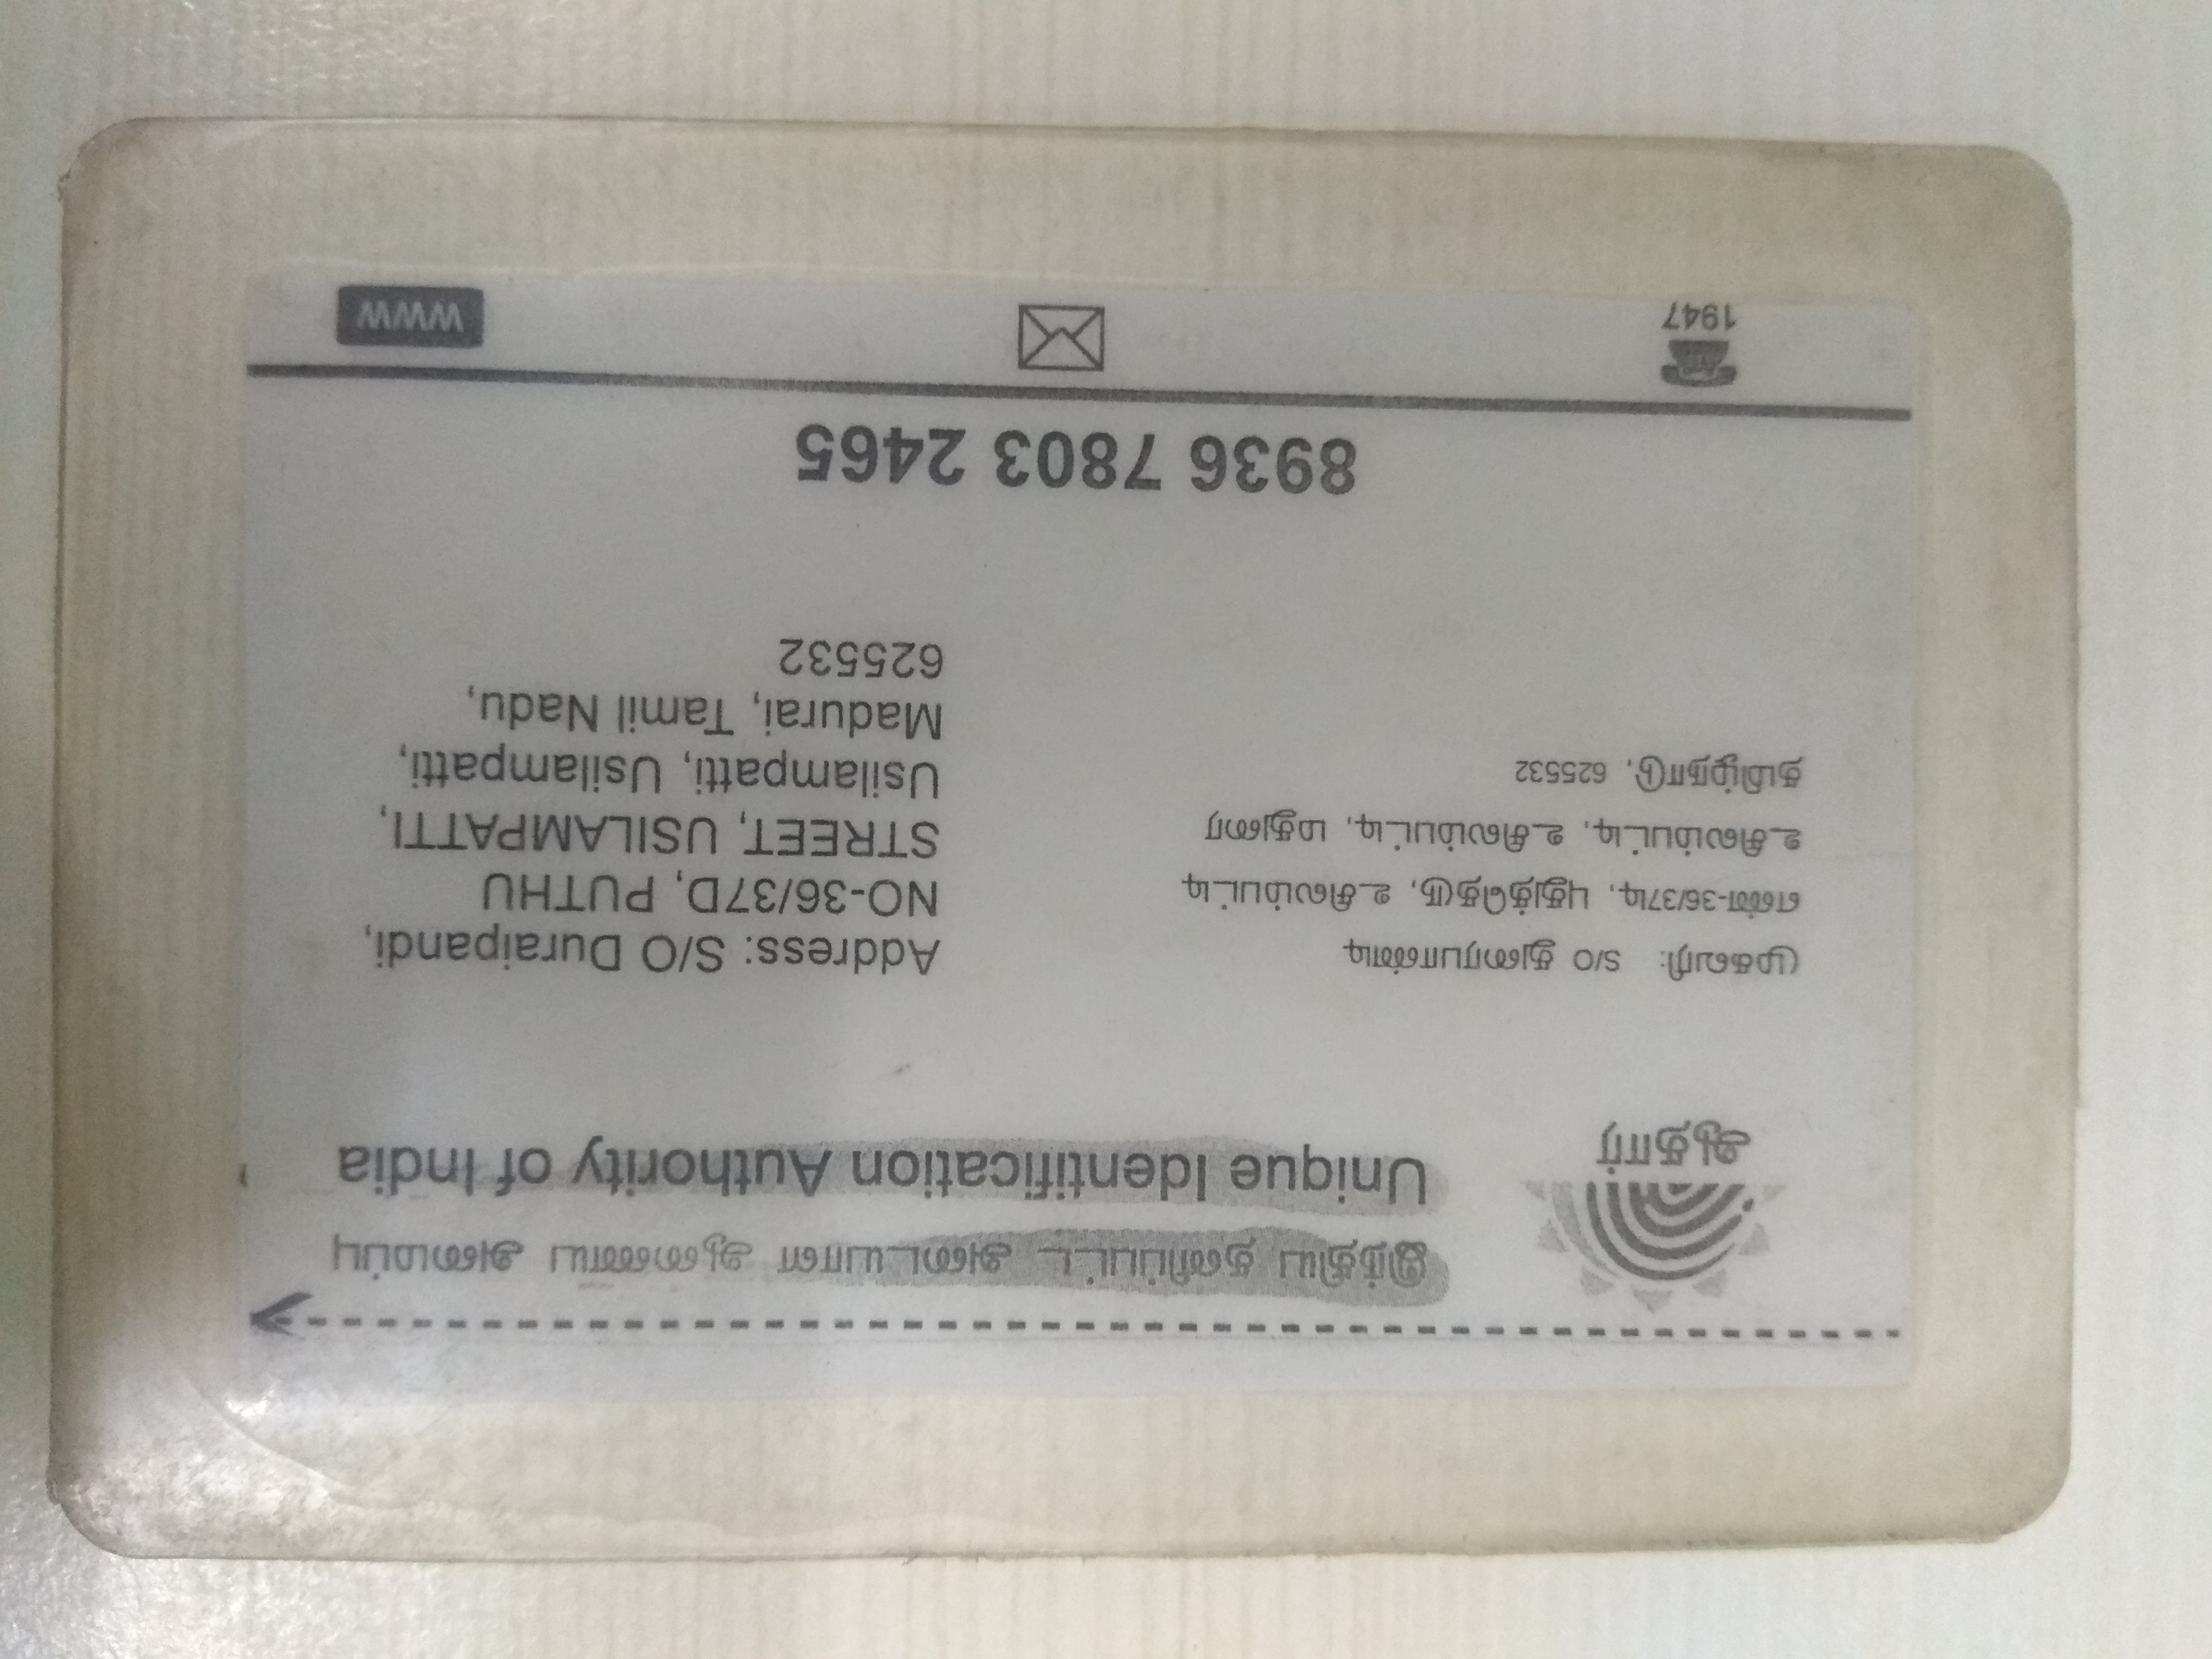 இந்திய தனிப்பட்ட அடையாள ஆணைய அமைப்பு
Unique Identification Authority of India
ஆதார்
முகவரி: S/O துரைபாண்டி
எண்-36/37டி, புதுத்தெரு, உசிலம்பட்டி
உசிலம்பட்டி, உசிலம்பட்டி, மதுரை
தமிழ்நாடு, 625532
Address: S/O Duraipandi,
NO-36/37D, PUTHU
STREET, USILAMPATTI,
Usilampatti, Usilampatti,
Madurai, Tamil Nadu,
625532
8936 7803 2465
1947
www